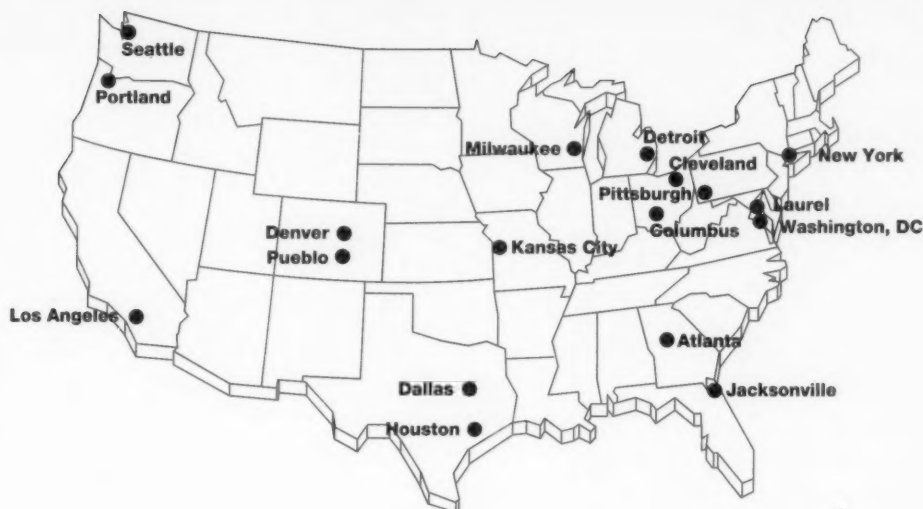 Seattle
Portland
Milwaukee
Detroit
Cleveland
New York
Pittsburgh
Laurel
Columbus
Washington, DC
Denver
Kansas City
Pueblo
Los Angeles
Atlanta
Dallas
Jacksonville
Houston